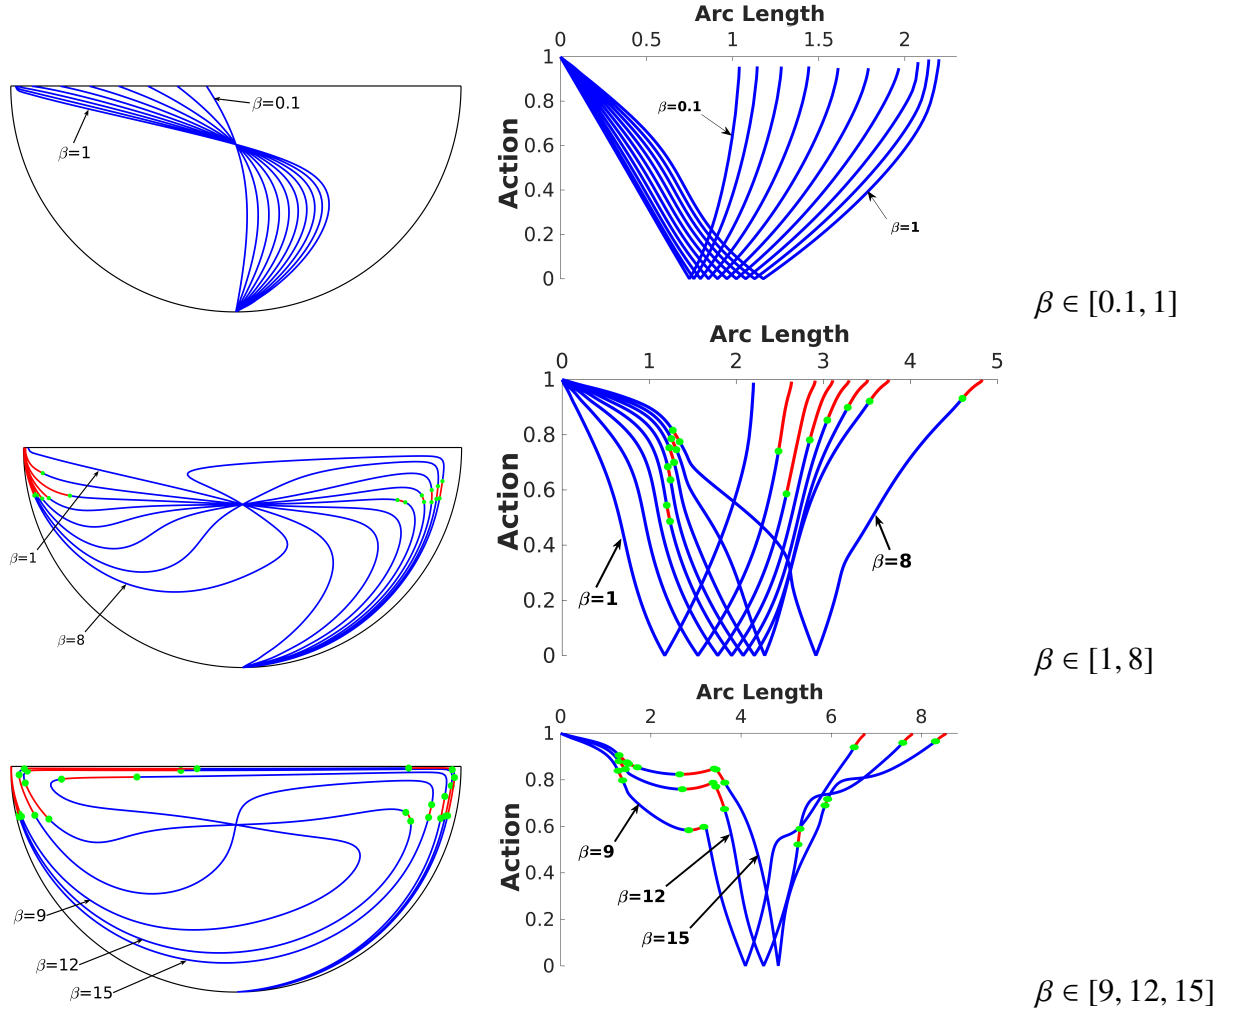 Arc Length
0 0.5 1 1.5 2
1
0.8
0.6
0.4
0.2
0
Action
β=0.1
β=1
β=0.1
β=1
β ∈ [0.1, 1]
Arc Length
0 1 2 3 4 5
1
0.8
0.6
0.4
0.2
0
Action
β=1
β=8
β=1
β=8
β ∈ [1, 8]
Arc Length
0 2 4 6 8
1
0.8
0.6
0.4
0.2
0
Action
β=9
β=12
β=15
β=9
β=12
β=15
β ∈ [9, 12, 15]